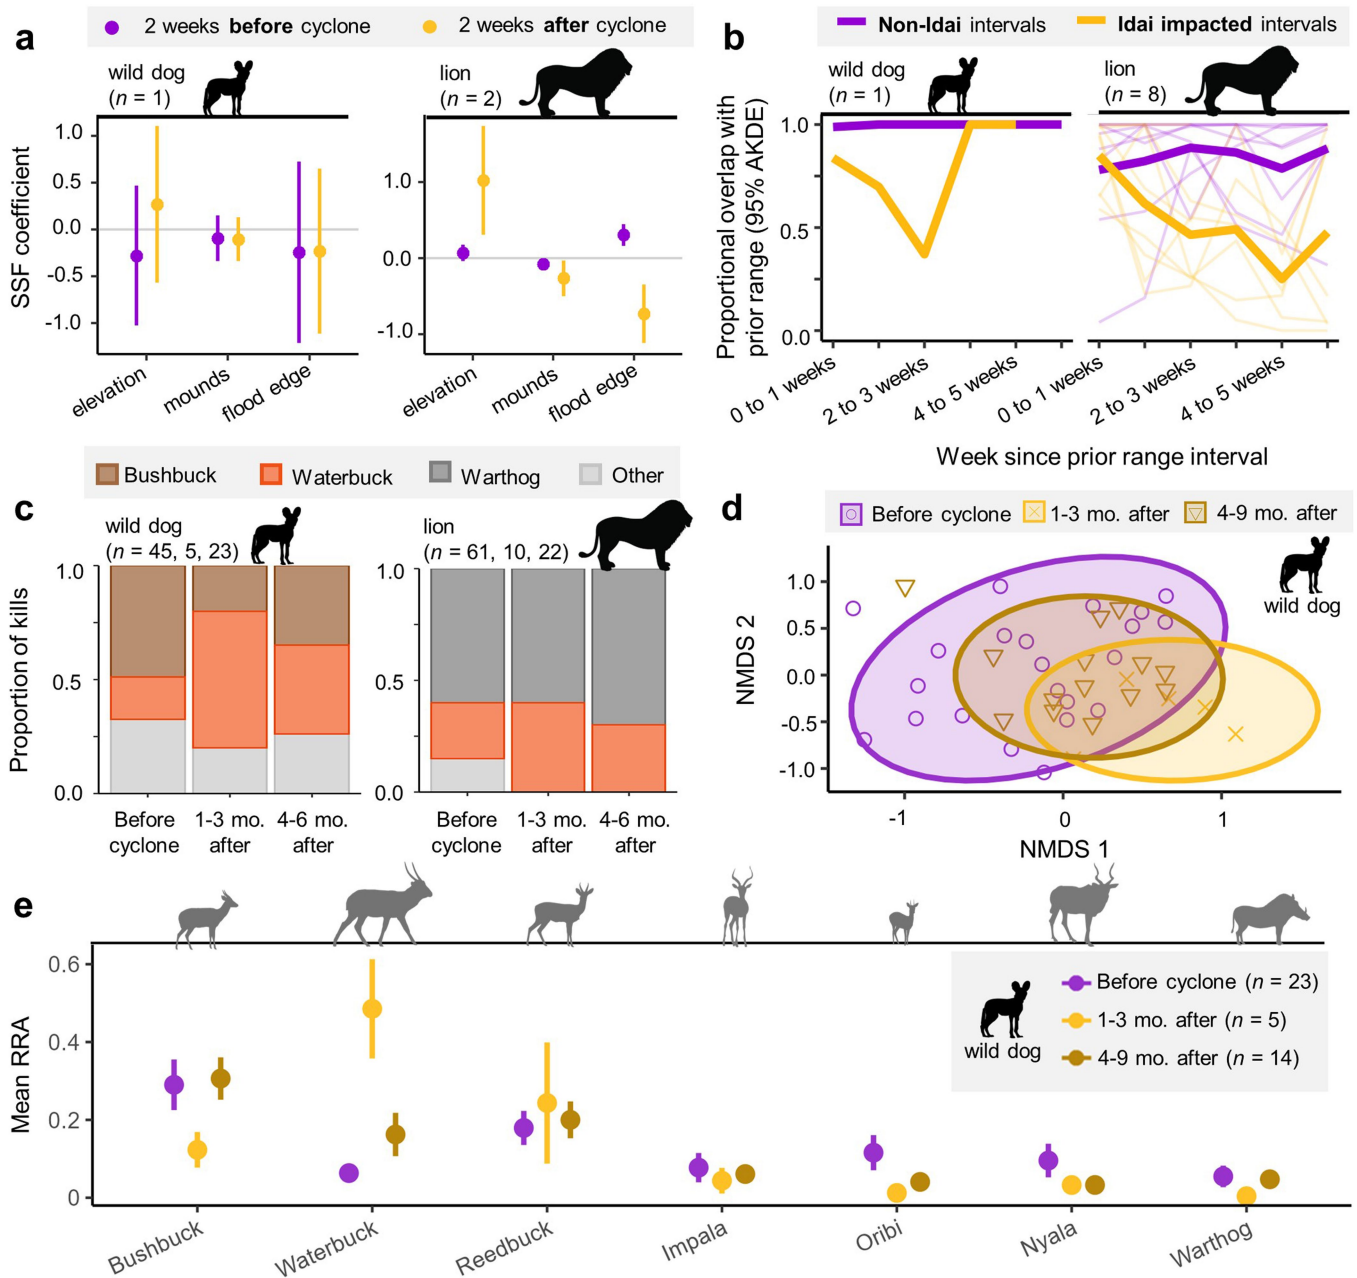 a
2 weeks before cyclone
2 weeks after cyclone
wild dog
(n = 1)
lion
(n = 2)
SSF coefficient
1.0
0.5
0.0
-0.5
-1.0
1.0
0.0
-1.0
elevation
mounds
flood edge
elevation
mounds
flood edge
b
Non-Idai intervals
Idai impacted intervals
wild dog
(n = 1)
lion
(n = 8)
Proportional overlap with
prior range (95% AKDE)
1.0
0.5
0.0
0 to 1 weeks
2 to 3 weeks
4 to 5 weeks
0 to 1 weeks
2 to 3 weeks
4 to 5 weeks
Week since prior range interval
c
Bushbuck
Waterbuck
Warthog
Other
wild dog
(n = 45, 5, 23)
lion
(n = 61, 10, 22)
Proportion of kills
1.0
0.5
0.0
1.0
0.5
0.0
Before
cyclone
1-3 mo.
after
4-6 mo.
after
Before
cyclone
1-3 mo.
after
4-6 mo.
after
d
Before cyclone
1-3 mo. after
4-9 mo. after
wild dog
NMDS 2
1.0
0.5
0.0
-0.5
-1.0
-1
0
1
NMDS 1
e
Mean RRA
0.6
0.4
0.2
0
wild dog
Before cyclone (n = 23)
1-3 mo. after (n = 5)
4-9 mo. after (n = 14)
Bushbuck
Waterbuck
Reedbuck
Impala
Oribi
Nyala
Warthog